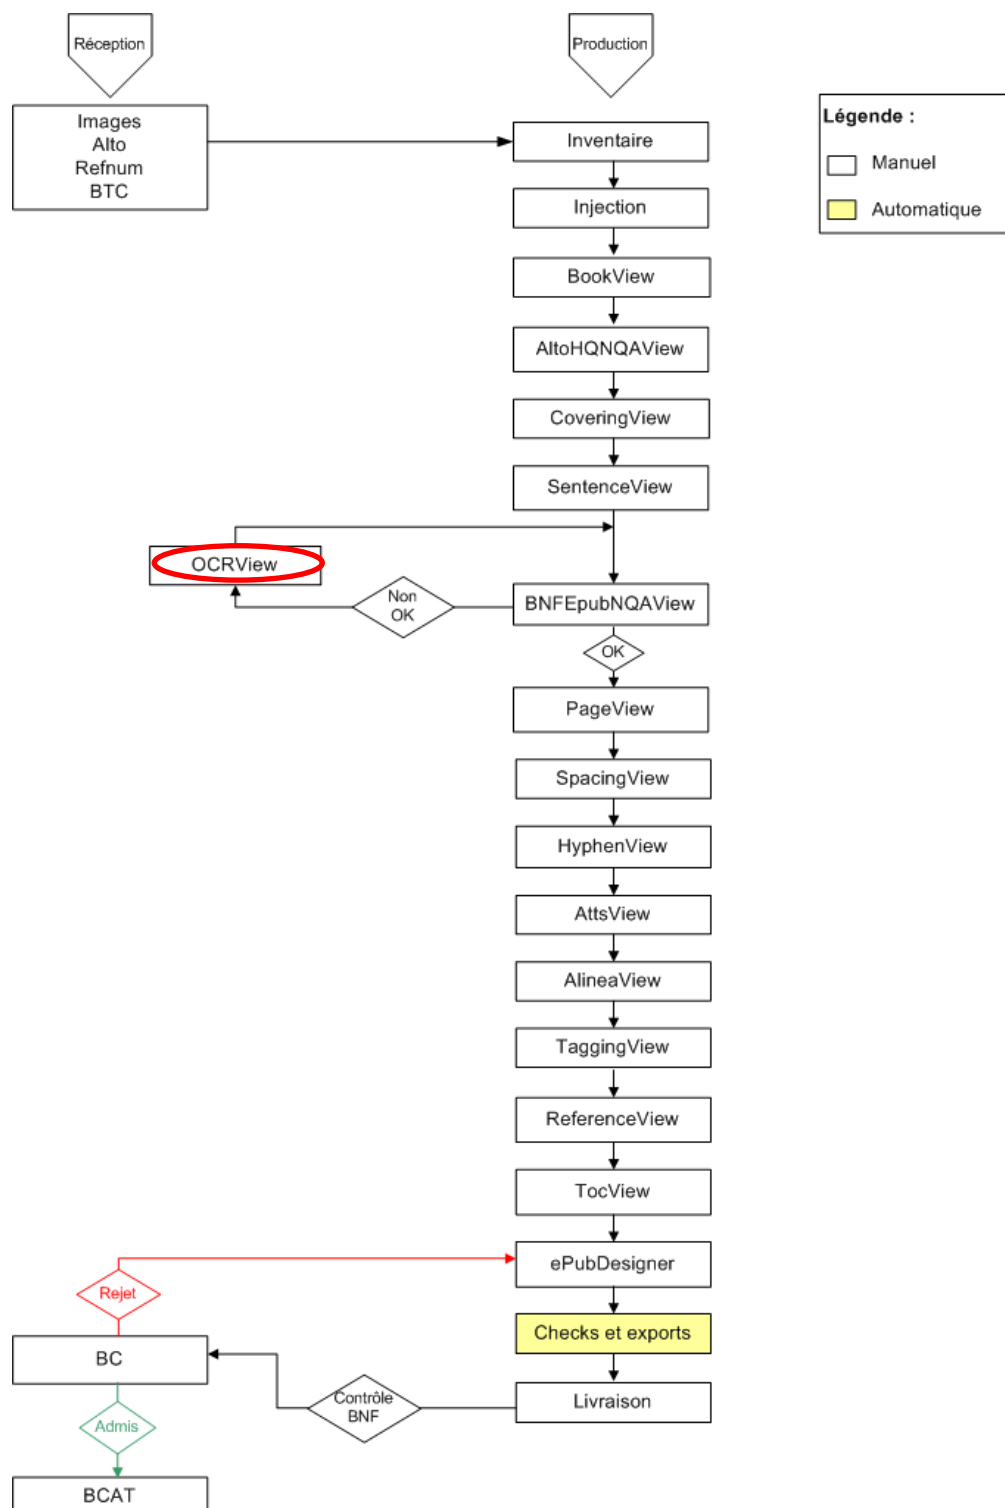 Réception
Production
Images
Alto
Refnum
BTC
Inventaire
Légende :
Manuel
Automatique
Injection
BookView
AltoHQNQAView
CoveringView
SentenceView
OCRView
Non
OK
BNFEpubNQAView
OK
PageView
SpacingView
HyphenView
AttsView
AlineaView
TaggingView
ReferenceView
TocView
ePubDesigner
Rejet
Checks et exports
BC
Contrôle
BNF
Livraison
Admis
BCAT